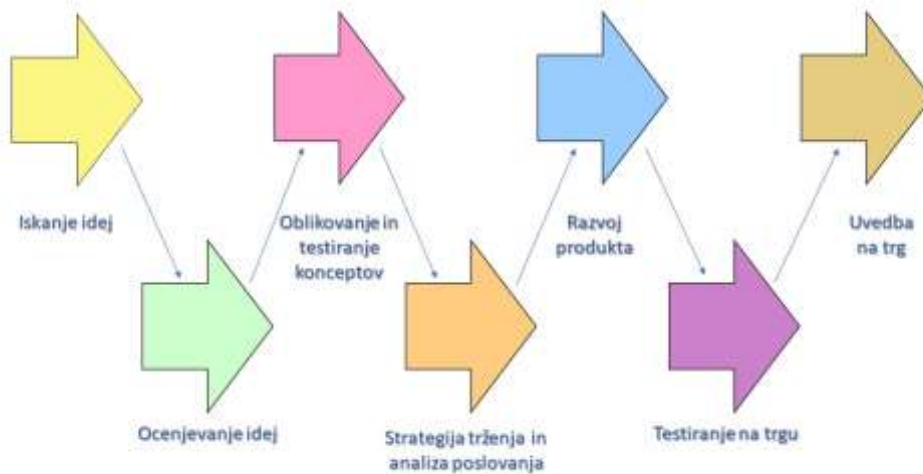 Iskanje idej
Oblikovanje in
testiranje
konceptov
Razvoj
produkta
Uvedba
na trg
Ocenjevanje idej
Strategija trženja in
analiza poslovanja
Testiranje na trgu